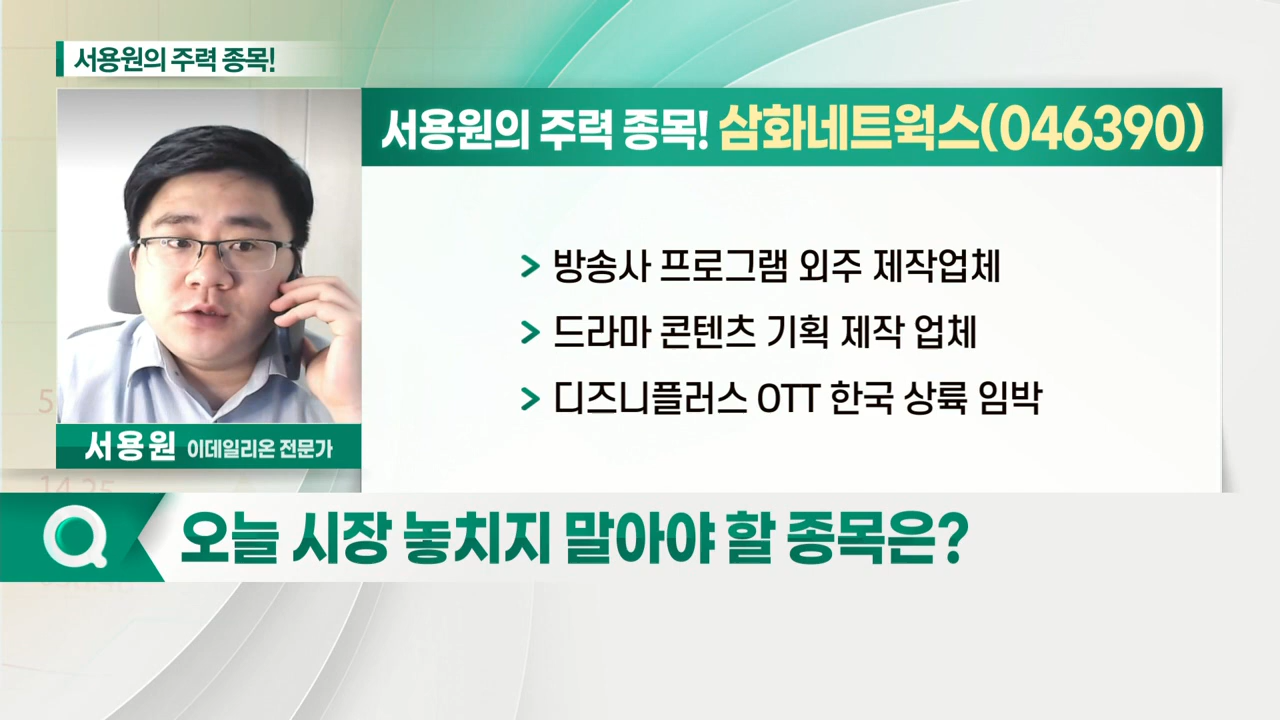 서용원의 주력 종목!
서용원의 주력 종목! 삼화네트웍스(046390)
> 방송사 프로그램 외주 제작업체
> 드라마 콘텐츠 기획 제작 업체
> 디즈니플러스 OTT 한국 상륙 임박
서용원 이데일리온 전문가
Q 오늘 시장 놓치지 말아야 할 종목은?